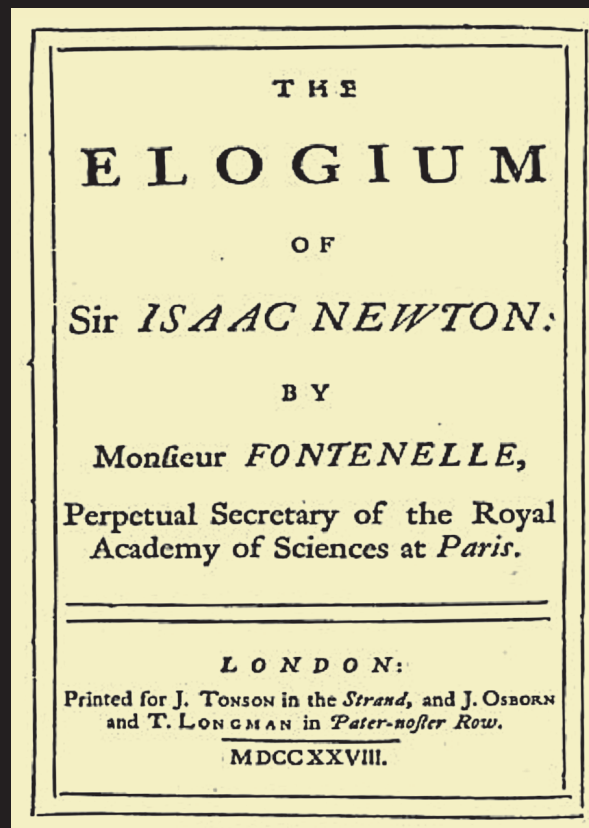 THE
ELOGIUM
OF
Sir ISAAC NEWTON:
BY
Monſieur FONTENELLE,
Perpetual Secretary of the Royal
Academy of Sciences at Paris.
LONDON:
Printed for J. TONSON in the Strand, and J. OSBORN
and T. LONGMAN in Pater-noſter Row.
MDCCXXVIII.